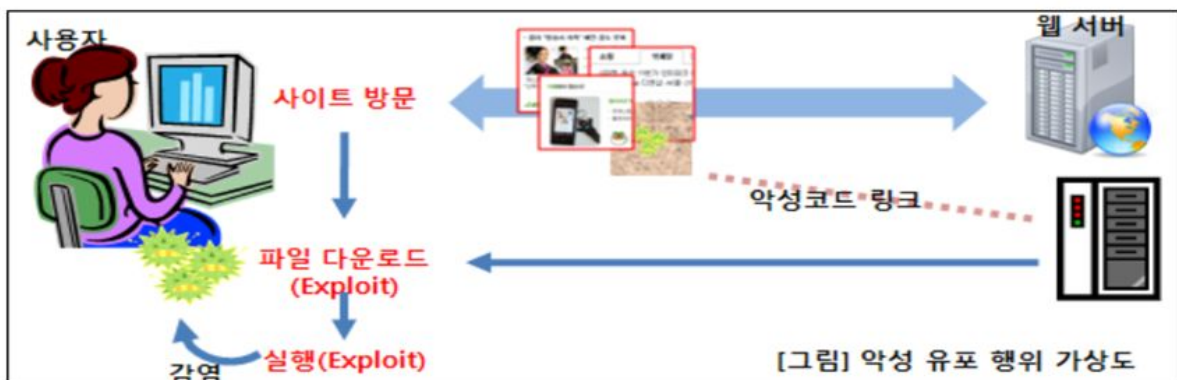 사용자
웹 서버
사이트 방문
악성코드 링크
파일 다운로드
(Exploit)
실행(Exploit)
감염
[그림] 악성 유포 행위 가상도